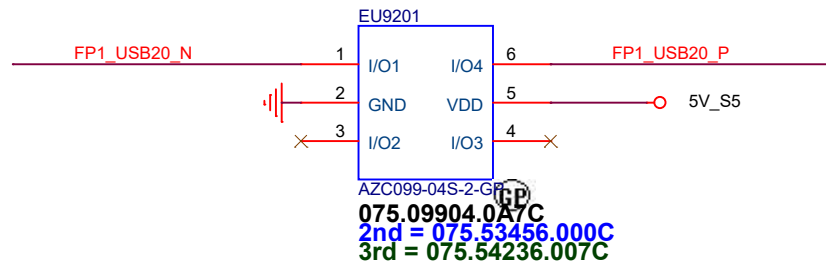 EU9201
FP1_USB20_N 1 I/O1 I/O4 6 FP1_USB20_P
2 GND VDD 5 5V_S5
3 I/O2 I/O3 4
AZC099-04S-2-GP
GP
075.09904.0A7C
2nd = 075.53456.000C
3rd = 075.54236.007C